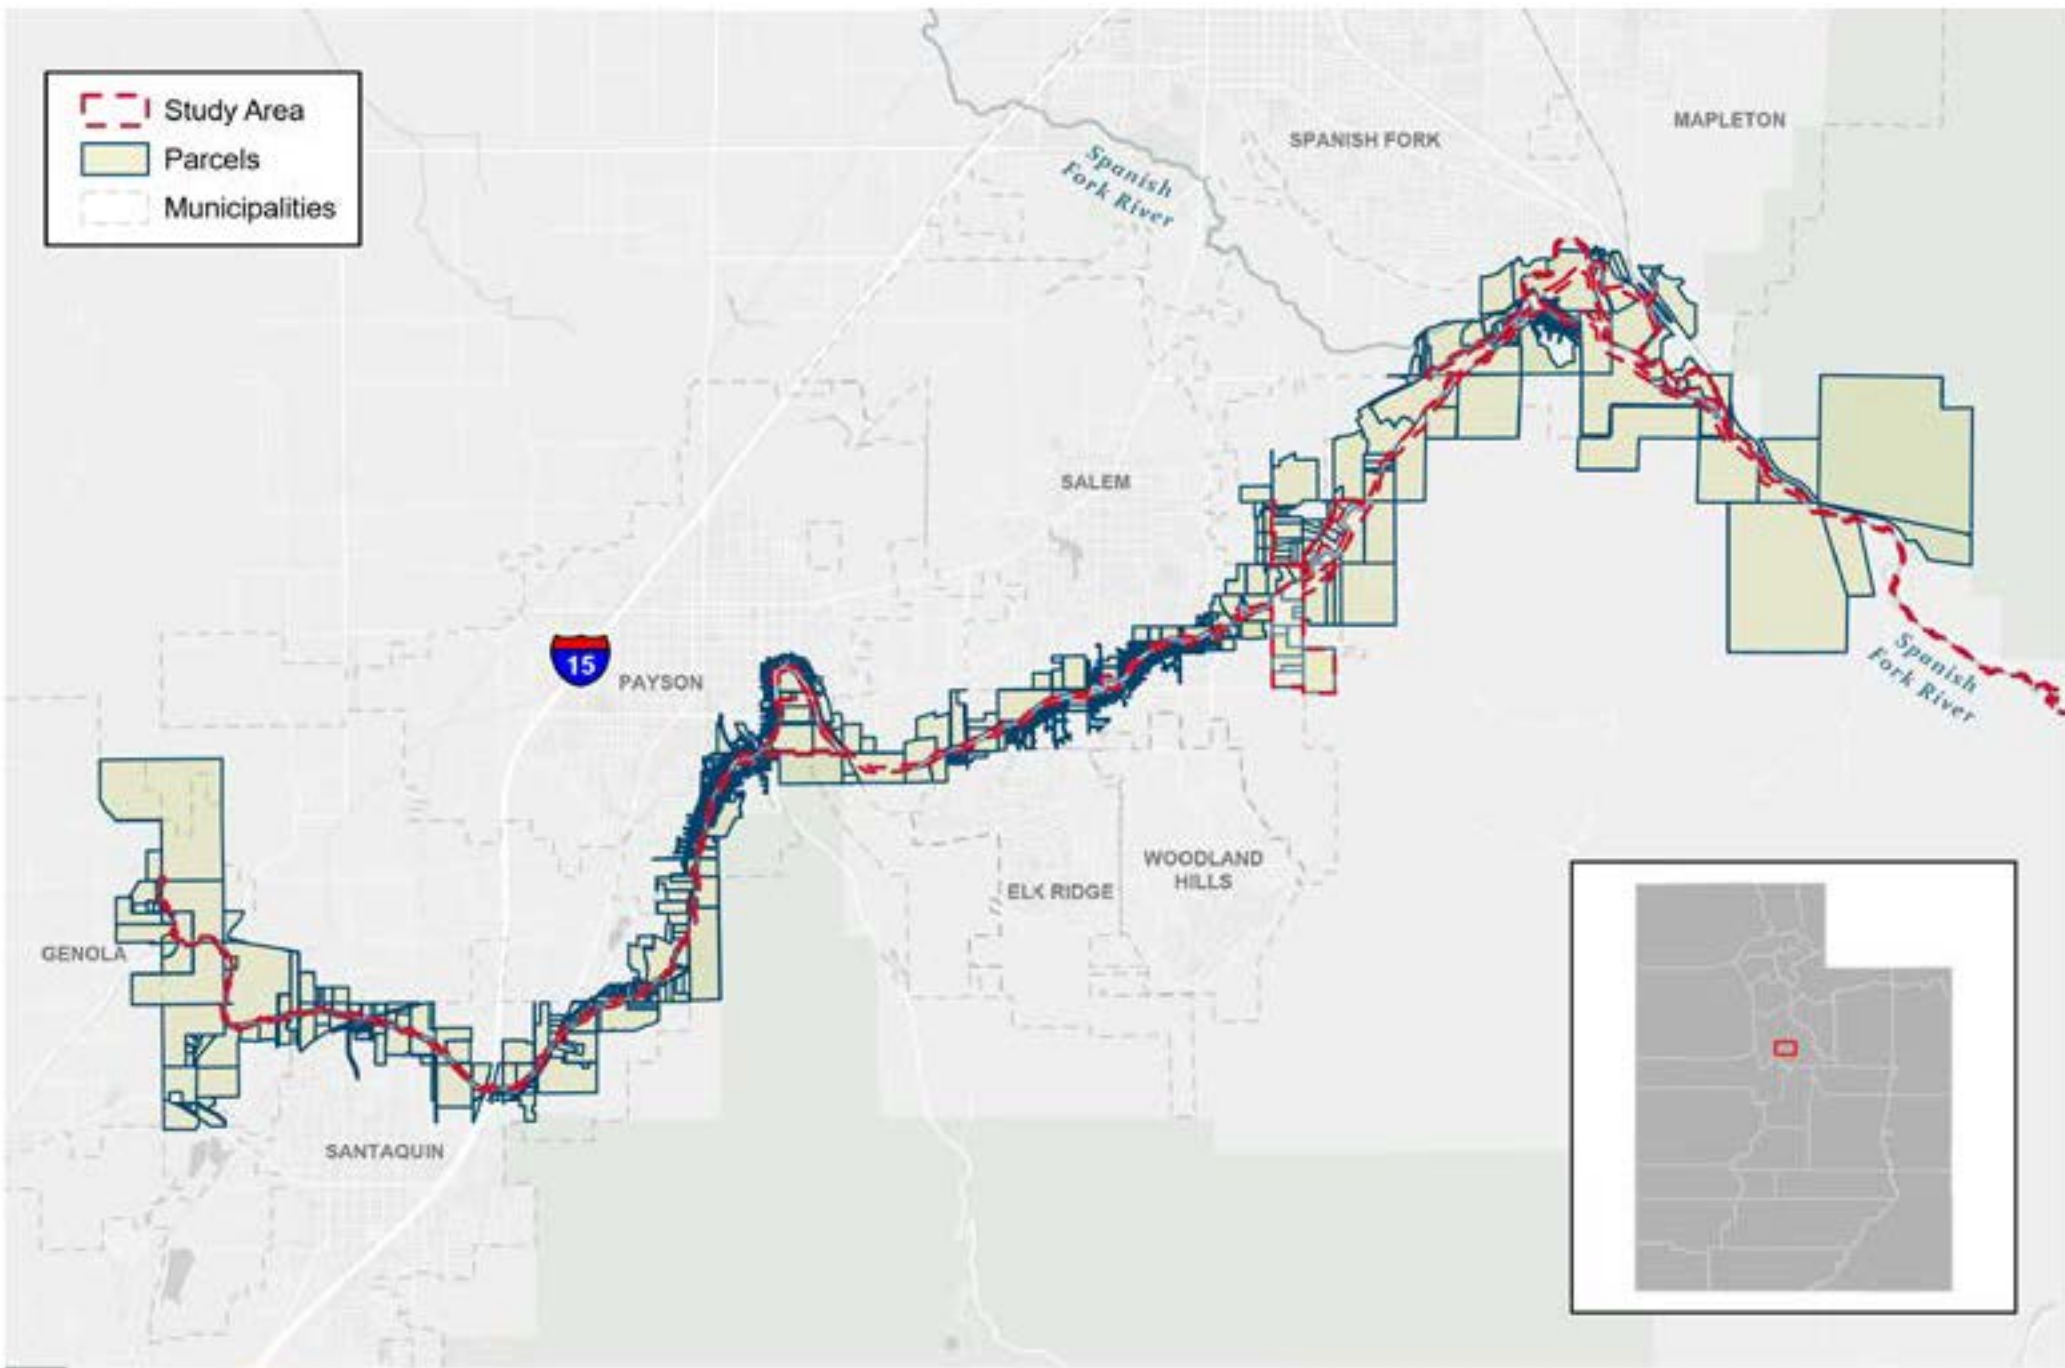 Study Area
Parcels
Municipalities
MAPLETON
SPANISH FORK
Spanish
Fork River
SALEM
15
PAYSON
Spanish
Fork River
WOODLAND
HILLS
ELK RIDGE
GENOLA
SANTAQUIN